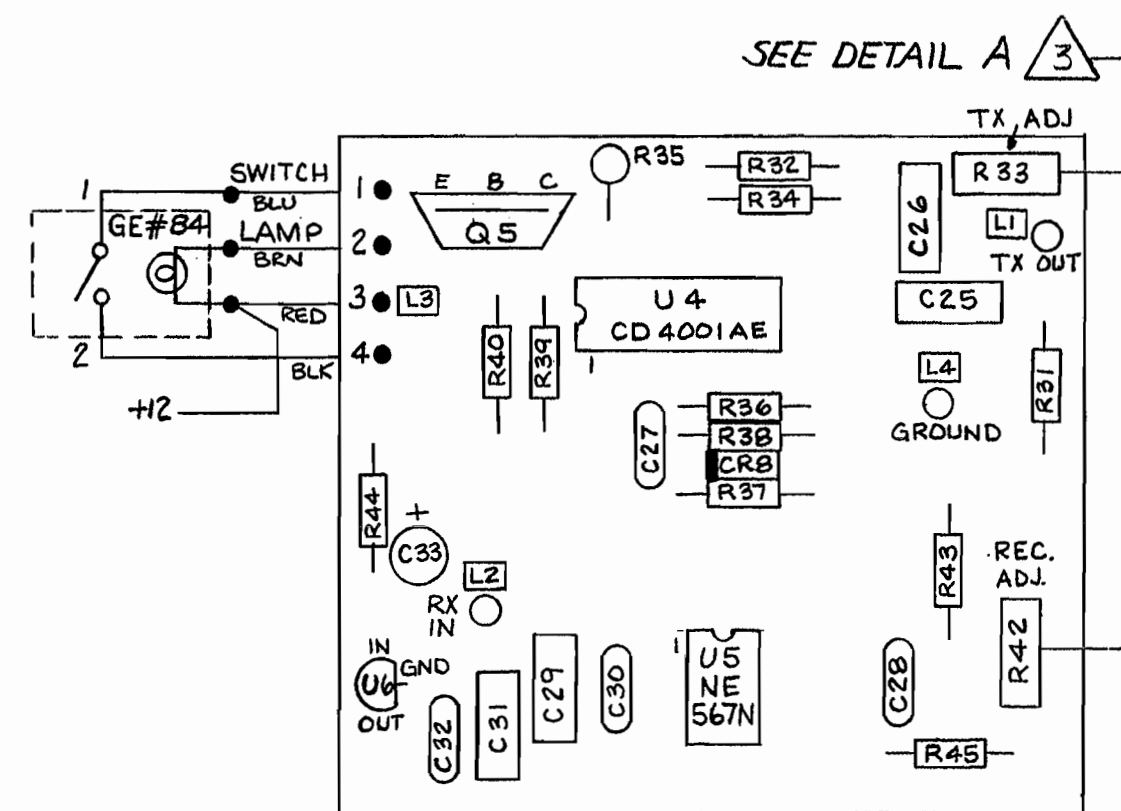 SEE DETAIL A 3
TX ADJ
SWITCH
R35
R32
R33
1
BLU
1
E B C
R34
C26
GE#84
LAMP
2
Q5
L1
BRN
TX OUT
3
L3
U4
C25
RED
CD4001AE
2
4
R40
R39
1
L4
R31
BLK
+12
R36
GROUND
C27
R38
CR8
R37
R44
+
C33
R43
REC.
ADJ.
L2
RX
IN
R42
IN
GND
U6
OUT
1
U5
NE
567N
C29
C30
C28
C31
C32
R45